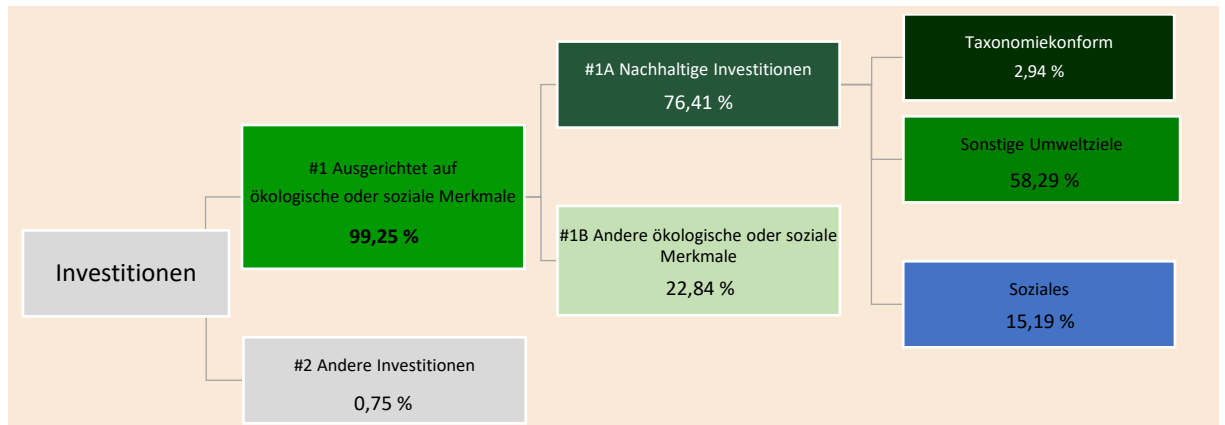 Investitionen
#1 Ausgerichtet auf
ökologische oder soziale Merkmale
99,25 %
#2 Andere Investitionen
0,75 %
#1A Nachhaltige Investitionen
76,41 %
#1B Andere ökologische oder soziale
Merkmale
22,84 %
Taxonomiekonform
2,94 %
Sonstige Umweltziele
58,29 %
Soziales
15,19 %